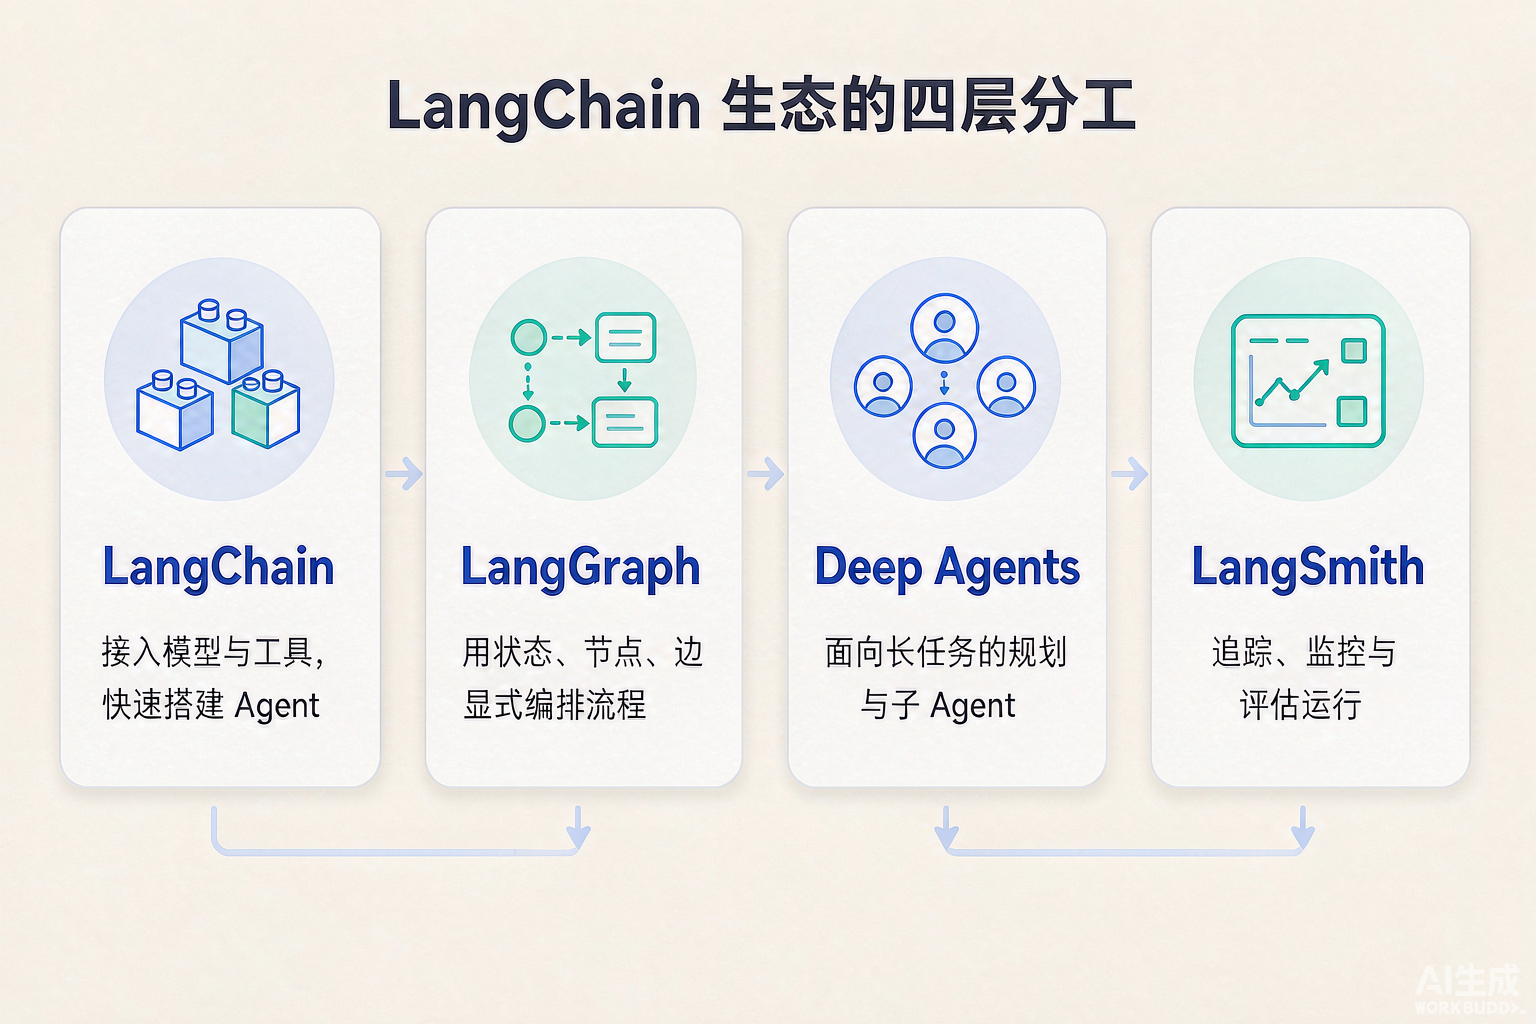 LangChain 生态的四层分工
LangChain
接入模型与工具，
快速搭建 Agent
LangGraph
用状态、节点、边
显式编排流程
Deep Agents
面向长任务的规划
与子 Agent
LangSmith
追踪、监控与
评估运行
AI生成